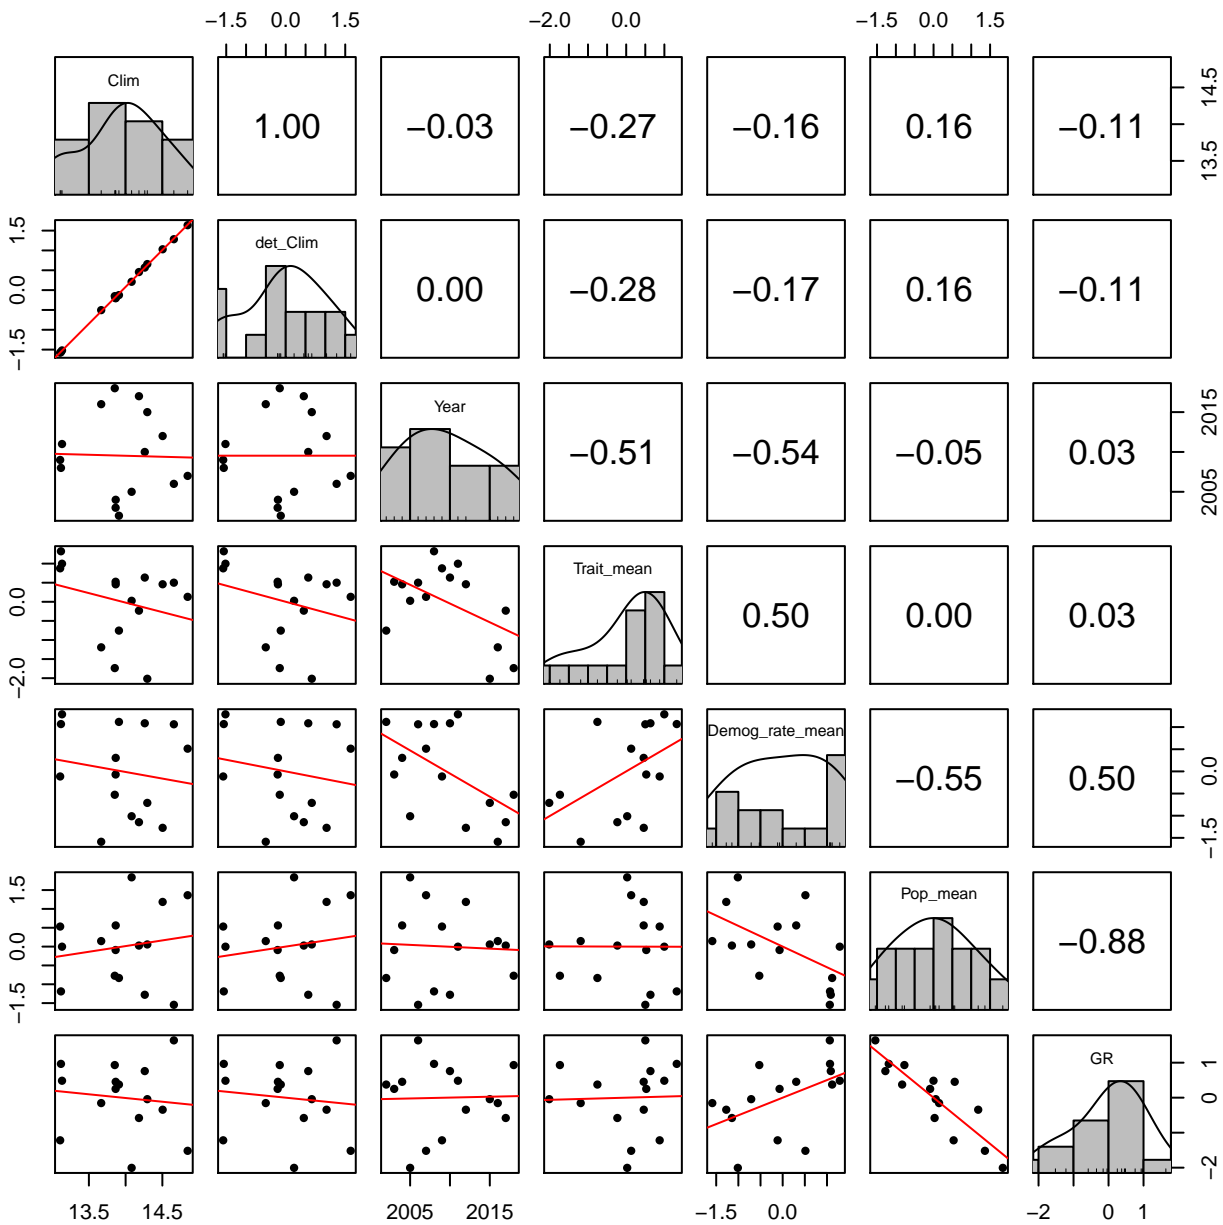 −1.5 0.0 1.5 −2.0 0.0 −1.5 0.0 1.5
Clim 1.00 −0.03 −0.27 −0.16 0.16 −0.11 13.5 14.5
−1.5 0.0 1.5 det_Clim 0.00 −0.28 −0.17 0.16 −0.11
Year −0.51 −0.54 −0.05 0.03 2005 2015
−2.0 0.0 Trait_mean 0.50 0.00 0.03
Demog_rate_mean −0.55 0.50 −1.5 0.0
−1.5 0.0 1.5 Pop_mean −0.88
GR −2 0 1
13.5 14.5 2005 2015 −1.5 0.0 −2 0 1